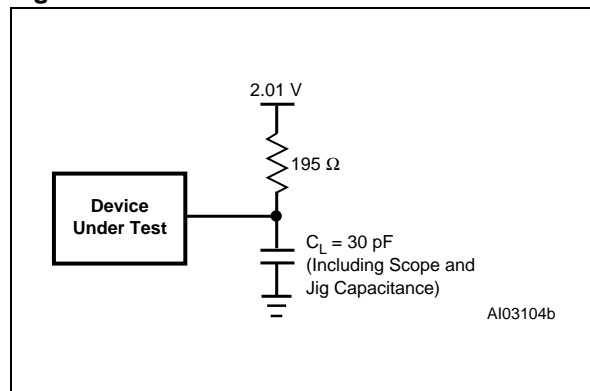 2.01 V
195 Ω
Device
Under Test
C_L = 30 pF
(Including Scope and
Jig Capacitance)
AI03104b